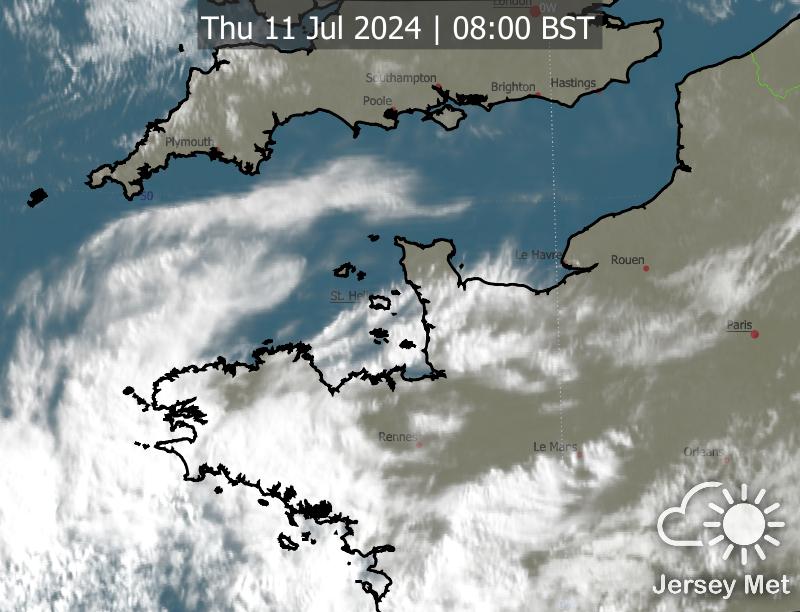 London
0W
Thu 11 Jul 2024 | 08:00 BST
Southampton
Brighton
Hastings
Poole
Plymouth
50
Le Havre
Rouen
St. Heli
Paris
Rennes
Le Mans
Orleans
Jersey Met